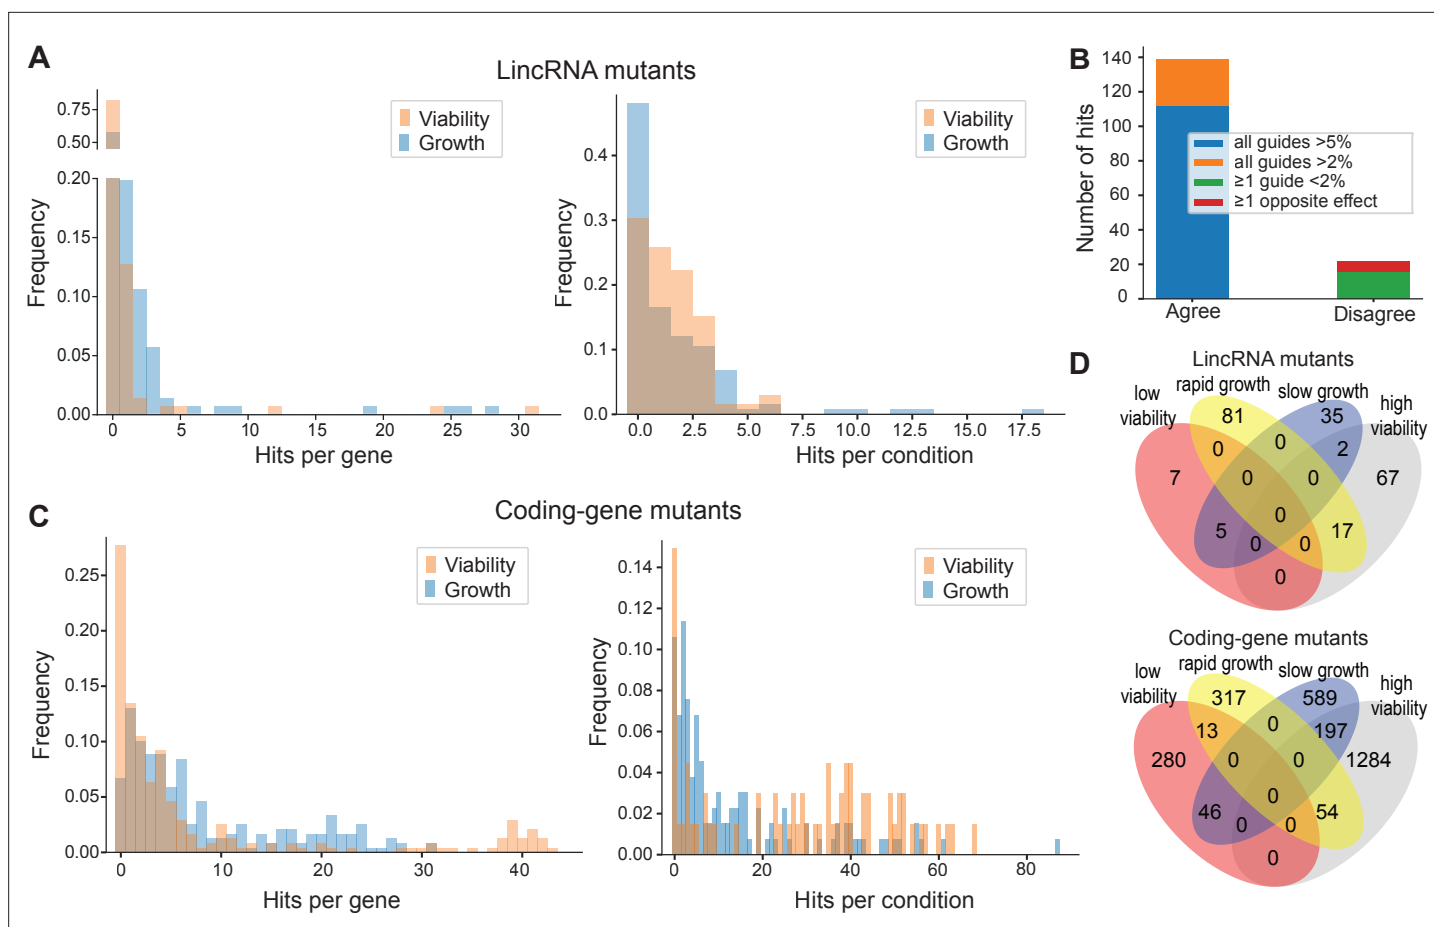 A
LincRNA mutants
Viability
Growth
0.75
0.50
0.20
0.15
0.10
0.05
0.00
Frequency
0 5 10 15 20 25 30
Hits per gene
Viability
Growth
0.4
0.3
0.2
0.1
0.0
Frequency
0.0 2.5 5.0 7.5 10.0 12.5 15.0 17.5
Hits per condition
B
140
120
100
80
60
40
20
0
Number of hits
all guides >5%
all guides >2%
≥1 guide <2%
≥1 opposite effect
Agree Disagree
C
Coding-gene mutants
Viability
Growth
0.25
0.20
0.15
0.10
0.05
0.00
Frequency
0 10 20 30 40
Hits per gene
Viability
Growth
0.14
0.12
0.10
0.08
0.06
0.04
0.02
0.00
Frequency
0 20 40 60 80
Hits per condition
D
LincRNA mutants
low
viability
rapid growth
slow growth
high
viability
81 35
0 0 2
7 0 0 67
0
5 0 0 17
0
Coding-gene mutants
low
viability
rapid growth
slow growth
high
viability
317 589
13 0 197
280 0 0 1284
0
46 0 0 54
0